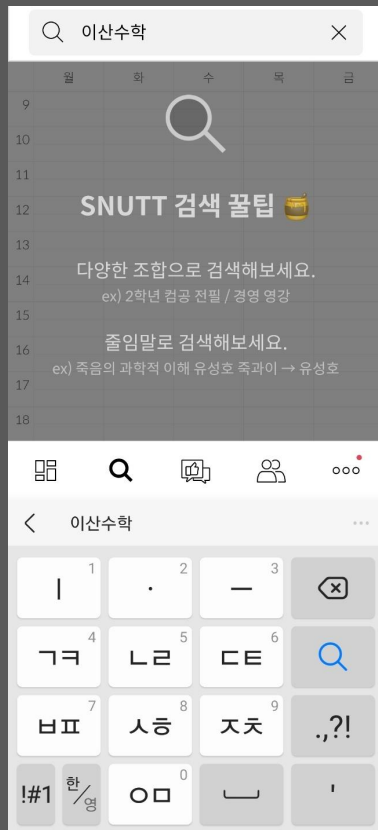 이산수학
월 화 수 목 금
9
10
11
SNUTT 검색 꿀팁
12
13
다양한 조합으로 검색해보세요.
14
ex) 2학년 컴공 전필 / 경영 영강
15
줄임말로 검색해보세요.
16
ex) 죽음의 과학적 이해 유성호 죽과이 → 유성호
17
18
이산수학
ㅣ 1 · 2 ㅡ 3
ㄱㅋ 4 ㄴㄹ 5 ㄷㅌ 6
ㅂㅍ 7 ㅅㅎ 8 ㅈㅊ 9 .,?!
!#1 한/영 ㅇㅁ 0 '